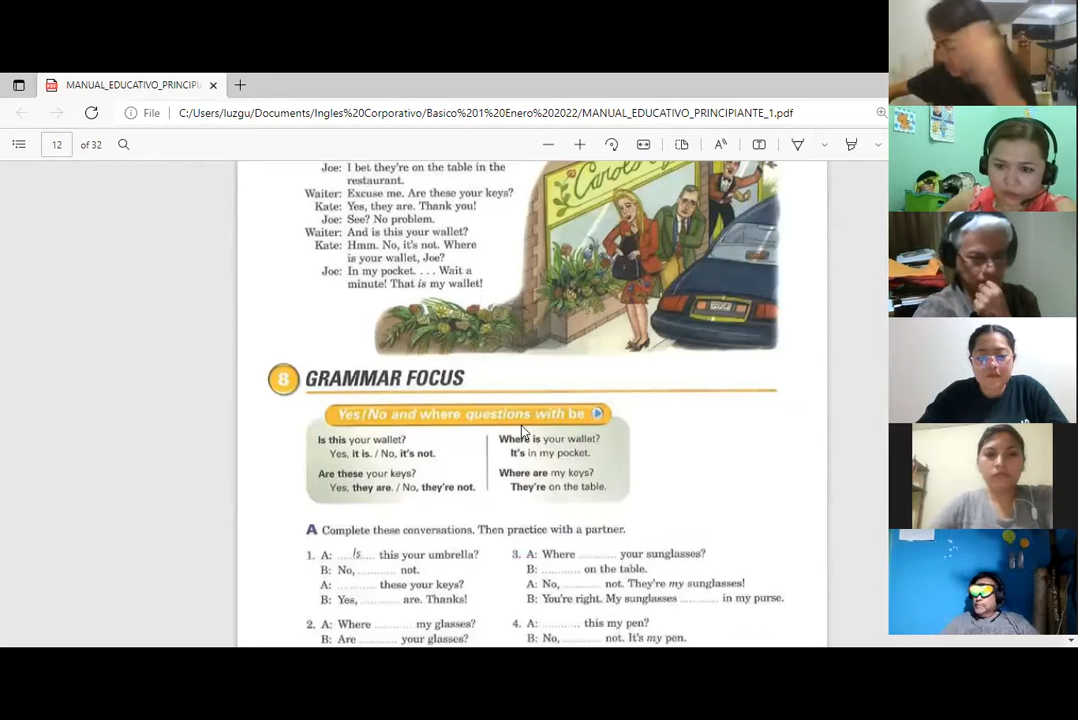 MANUAL_EDUCATIVO_PRINCIPI
File
C:/Users/luzgu/Documents/Ingles%20Corporativo/Basico%201%20Enero%202022/MANUAL_EDUCATIVO_PRINCIPIANTE_1.pdf
12 of 32
Joe: I bet they're on the table in the
restaurant.
Waiter: Excuse me. Are these your keys?
Kate: Yes, they are. Thank you!
Joe: See? No problem.
Waiter: And is this your wallet?
Kate: Hmm. No, it's not. Where
is your wallet, Joe?
Joe: In my pocket. . . . Wait a
minute! That is my wallet!
Carol's
8 GRAMMAR FOCUS
Yes/No and where questions with be
Is this your wallet?
Yes, it is. / No, it's not.
Are these your keys?
Yes, they are. / No, they're not.
Where is your wallet?
It's in my pocket.
Where are my keys?
They're on the table.
A Complete these conversations. Then practice with a partner.
1. A: Is this your umbrella?
B: No, ........ not.
A: ........ these your keys?
B: Yes, ........ are. Thanks!
2. A: Where ........ my glasses?
B: Are ........ your glasses?
3. A: Where ........ your sunglasses?
B: ........ on the table.
A: No, ........ not. They're my sunglasses!
B: You're right. My sunglasses ........ in my purse.
4. A: ........ this my pen?
B: No, ........ not. It's my pen.